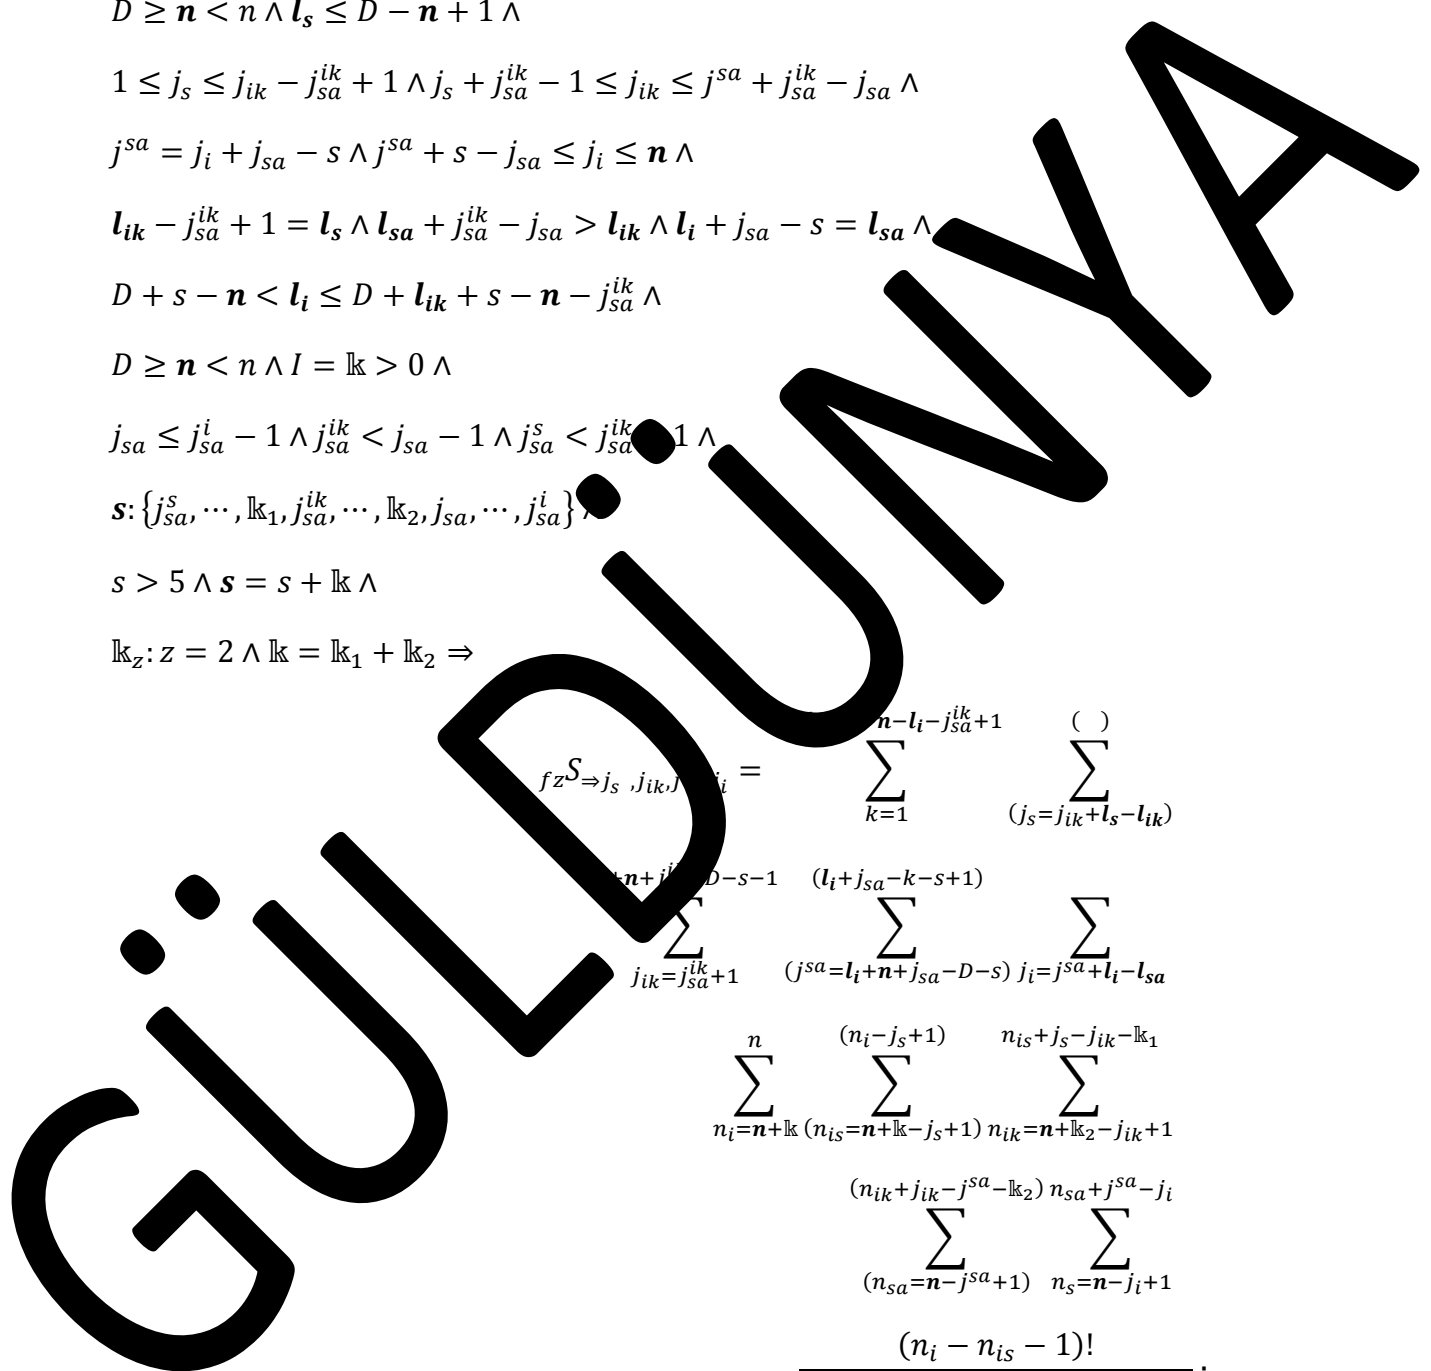 D ≥ n < n ∧ l_s ≤ D − n + 1 ∧
1 ≤ j_s ≤ j_{ik} − j_{sa}^{ik} + 1 ∧ j_s + j_{sa}^{ik} − 1 ≤ j_{ik} ≤ j^{sa} + j_{sa}^{ik} − j_{sa} ∧
j^{sa} = j_i + j_{sa} − s ∧ j^{sa} + s − j_{sa} ≤ j_i ≤ n ∧
l_{ik} − j_{sa}^{ik} + 1 = l_s ∧ l_{sa} + j_{sa}^{ik} − j_{sa} > l_{ik} ∧ l_i + j_{sa} − s = l_{sa} ∧
D + s − n < l_i ≤ D + l_{ik} + s − n − j_{sa}^{ik} ∧
D ≥ n < n ∧ I = 𝕜 > 0 ∧
j_{sa} ≤ j_{sa}^i − 1 ∧ j_{sa}^{ik} < j_{sa} − 1 ∧ j_{sa}^s < j_{sa}^{ik} 1 ∧
s: {j_{sa}^s, ⋯, 𝕜_1, j_{sa}^{ik}, ⋯, 𝕜_2, j_{sa}, ⋯, j_{sa}^i}
s > 5 ∧ s = s + 𝕜 ∧
𝕜_z: z = 2 ∧ 𝕜 = 𝕜_1 + 𝕜_2 ⇒
n−l_i−j_{sa}^{ik}+1 ( )
_{fz}S_{⇒j_s ,j_{ik}, i} = ∑ ∑
k=1 (j_s=j_{ik}+l_s−l_{ik})
+n+ D−s−1 (l_i+j_{sa}−k−s+1)
∑ ∑ ∑
j_{ik}=j_{sa}^{ik}+1 (j^{sa}=l_i+n+j_{sa}−D−s) j_i=j^{sa}+l_i−l_{sa}
n (n_i−j_s+1) n_{is}+j_s−j_{ik}−𝕜_1
∑ ∑ ∑
n_i=n+𝕜 (n_{is}=n+𝕜−j_s+1) n_{ik}=n+𝕜_2−j_{ik}+1
(n_{ik}+j_{ik}−j^{sa}−𝕜_2) n_{sa}+j^{sa}−j_i
∑ ∑
(n_{sa}=n−j^{sa}+1) n_s=n−j_i+1
(n_i − n_{is} − 1)!
.
GÜLDÜNYA